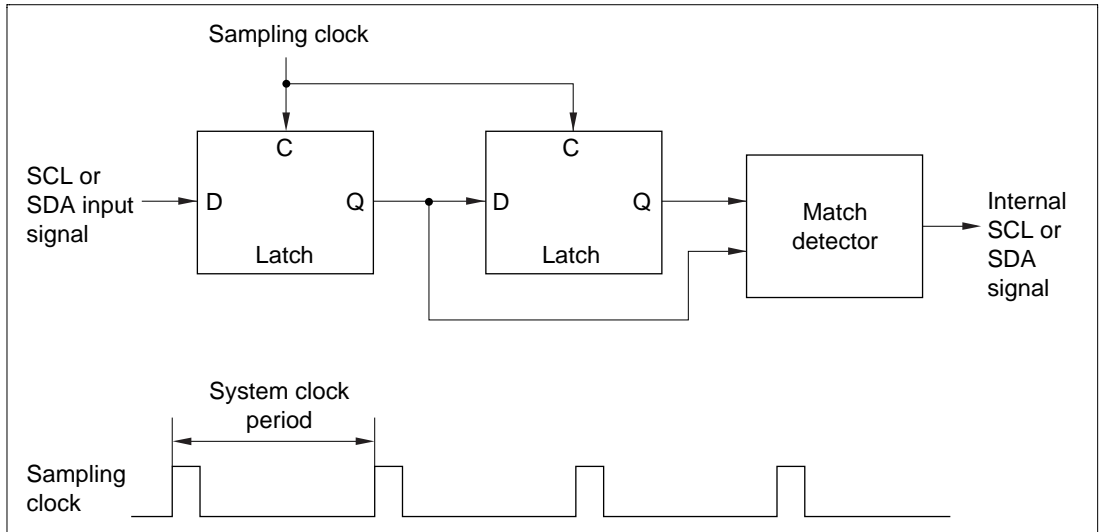 Sampling clock
C
C
SCL or
SDA input
signal
D
Q
Latch
D
Q
Latch
Match
detector
Internal
SCL or
SDA
signal
System clock
period
Sampling
clock